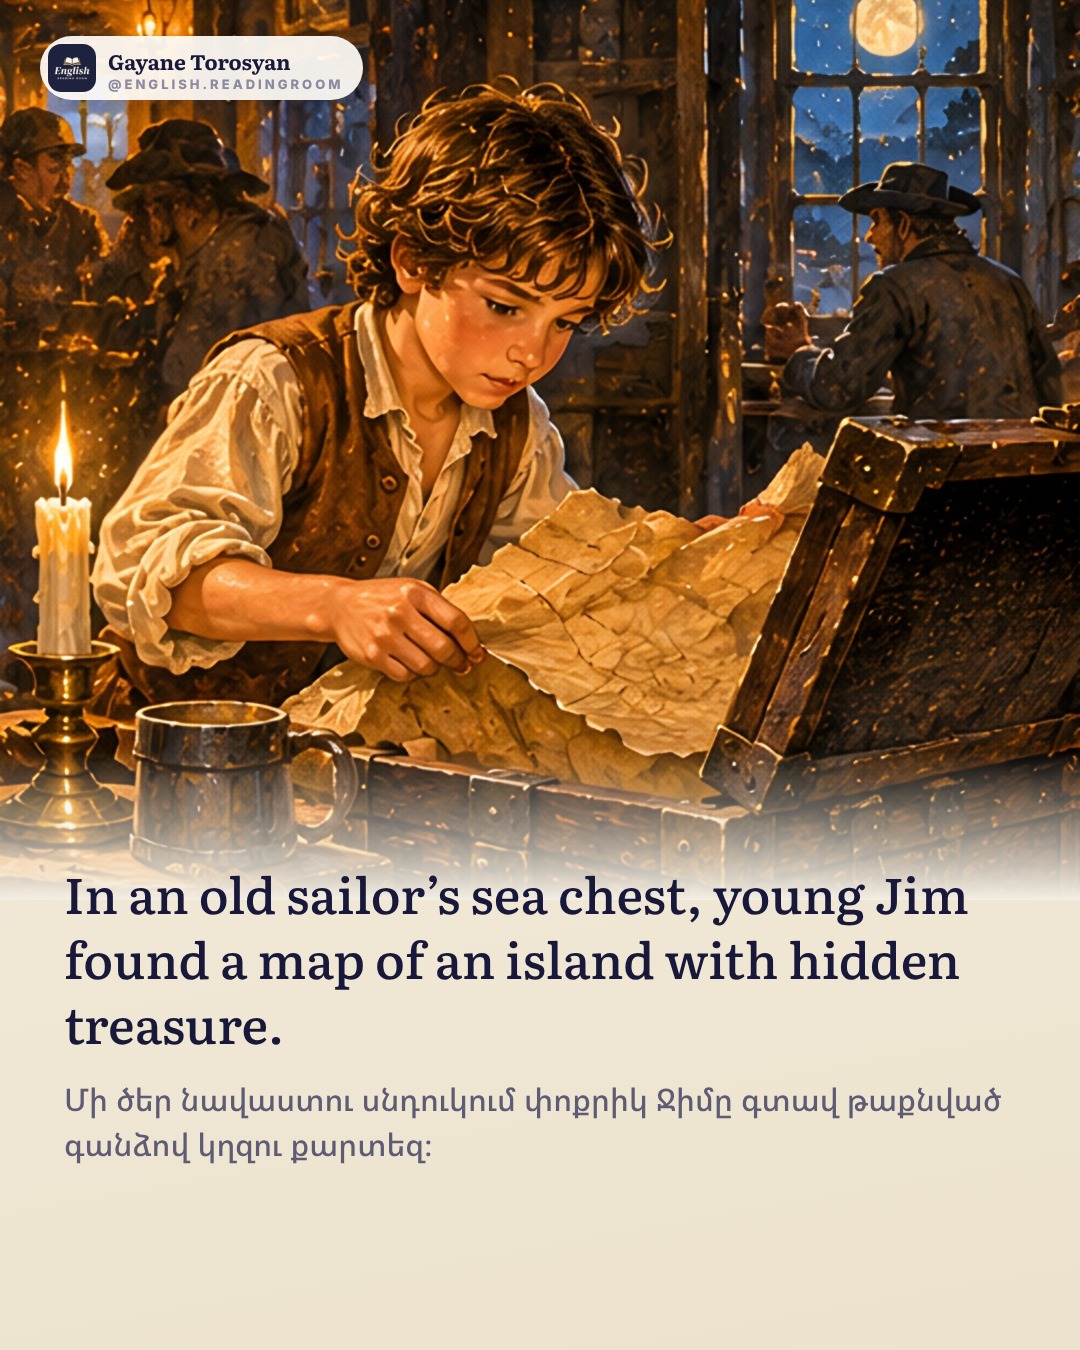 English
Gayane Torosyan
@ENGLISH.READINGROOM
In an old sailor’s sea chest, young Jim
found a map of an island with hidden
treasure.
Մի ծեր նավաստու սնդուկում փոքրիկ Ջիմը գտավ թաքնված
գանձով կղզու քարտեզ։